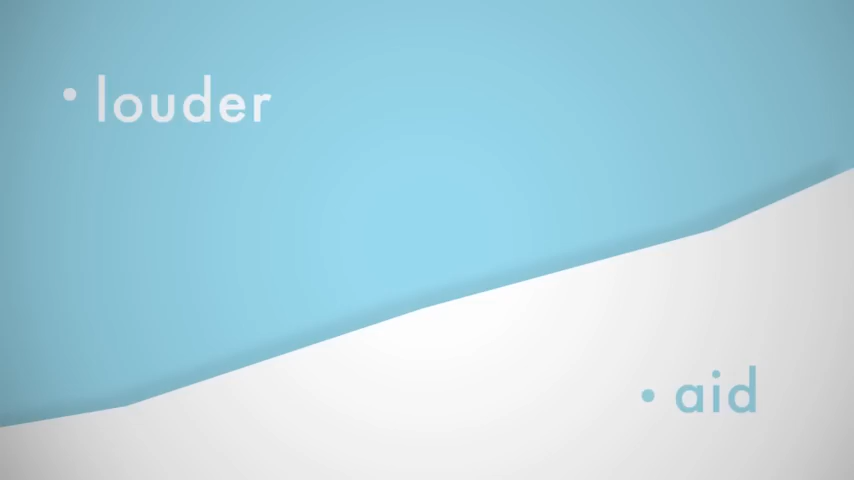 • louder
• aid